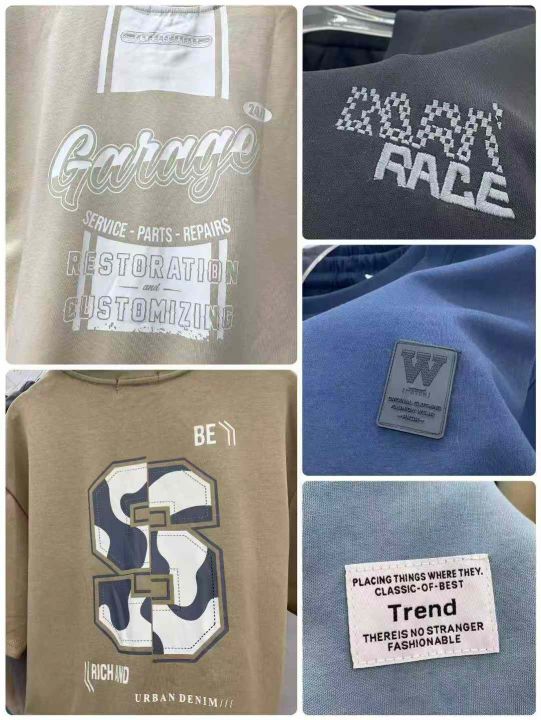 24H
Garage
SERVICE - PARTS - REPAIRS
RESTORATION
and
CUSTOMIZING
RACE
W
BE
S
RICH AND
URBAN DENIM///
PLACING THINGS WHERE THEY.
CLASSIC-OF-BEST
Trend
THEREIS NO STRANGER
FASHIONABLE